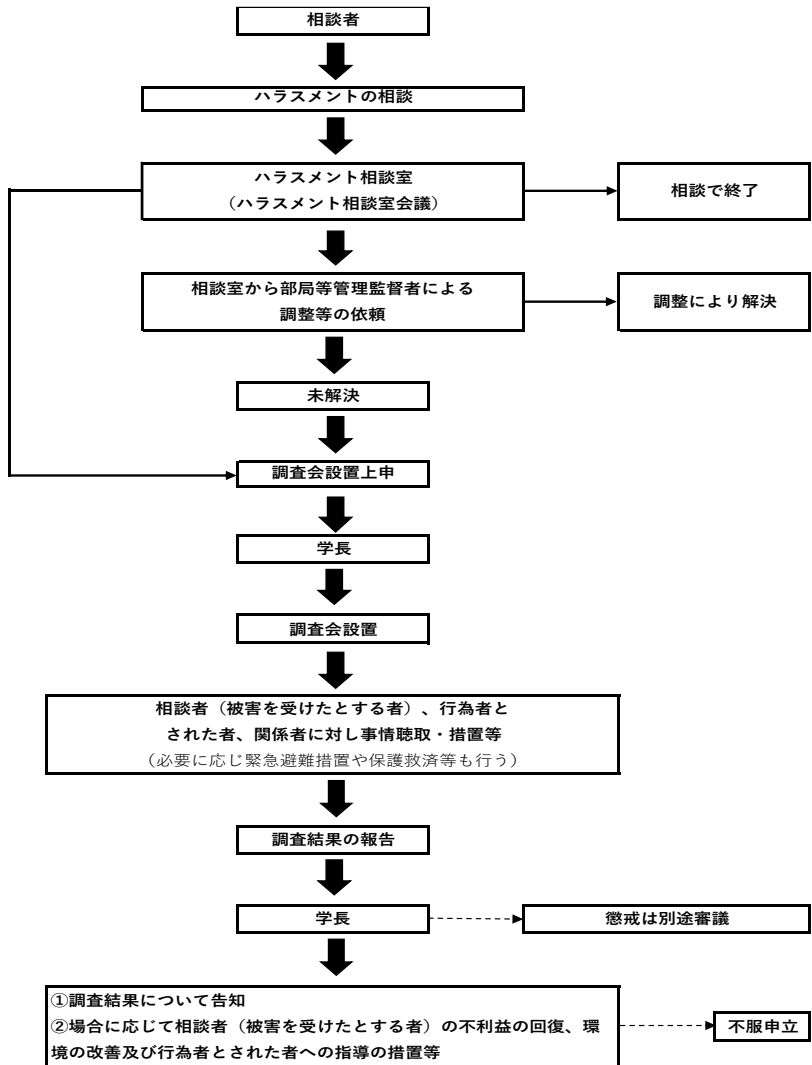 相談者
ハラスメントの相談
ハラスメント相談室
（ハラスメント相談室会議）
相談で終了
相談室から部局等管理監督者による
調整等の依頼
調整により解決
未解決
調査会設置上申
学長
調査会設置
相談者（被害を受けたとする者）、行為者と
された者、関係者に対し事情聴取・措置等
（必要に応じ緊急避難措置や保護救済等も行う）
調査結果の報告
学長
懲戒は別途審議
①調査結果について告知
②場合に応じて相談者（被害を受けたとする者）の不利益の回復、環
境の改善及び行為者とされた者への指導の措置等
不服申立